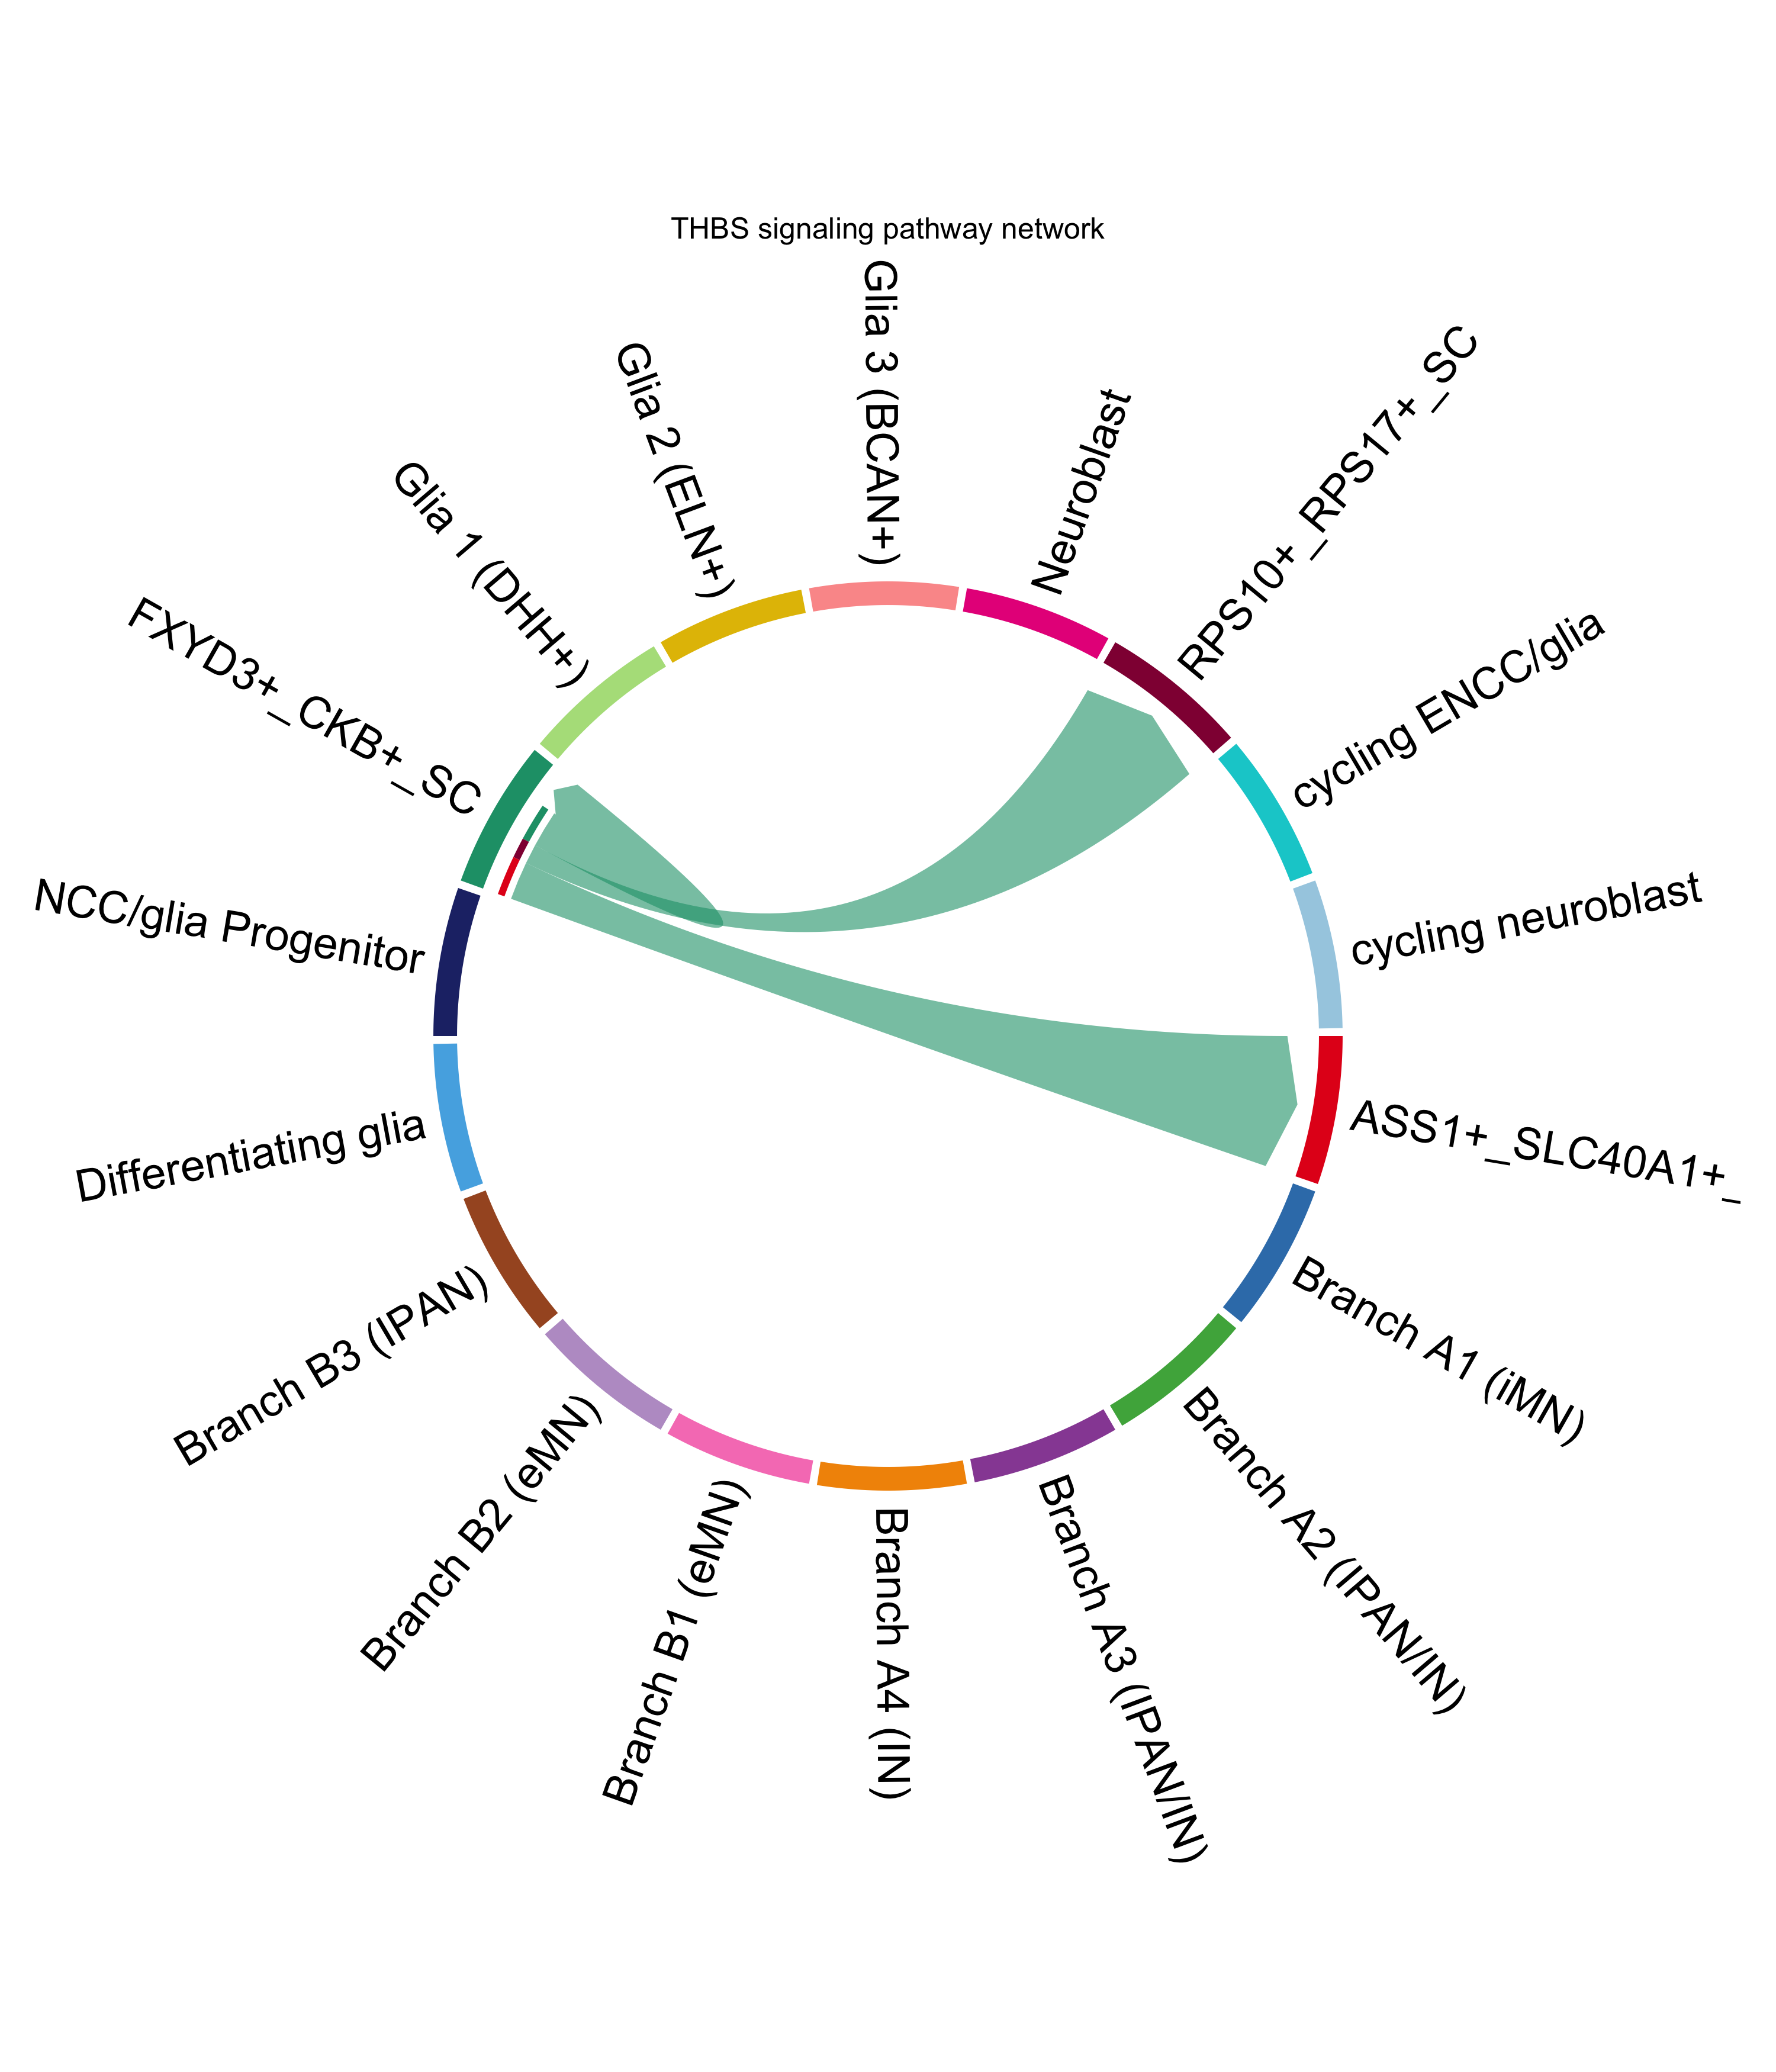 THBS signaling pathway network
Glia 3 (BCAN+)
Neuroblast
RPS10+_RPS17+_SC
cycling ENCC/glia
cycling neuroblast
ASS1+_SLC40A1+_
Branch A1 (iMN)
Branch A2 (IPAN/IN)
Branch A3 (IPAN/IN)
Branch A4 (IN)
Branch B1 (eMN)
Branch B2 (eMN)
Branch B3 (IPAN)
Differentiating glia
NCC/glia Progenitor
FXYD3+_CKB+_SC
Glia 1 (DHH+)
Glia 2 (ELN+)